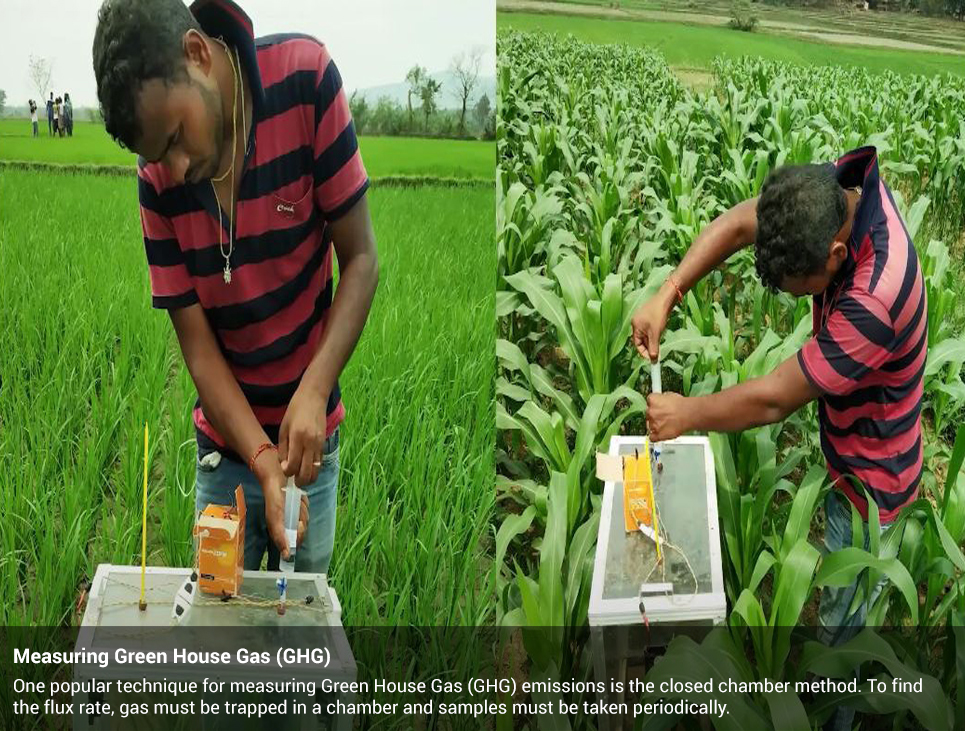 Measuring Green House Gas (GHG)
One popular technique for measuring Green House Gas (GHG) emissions is the closed chamber method. To find
the flux rate, gas must be trapped in a chamber and samples must be taken periodically.